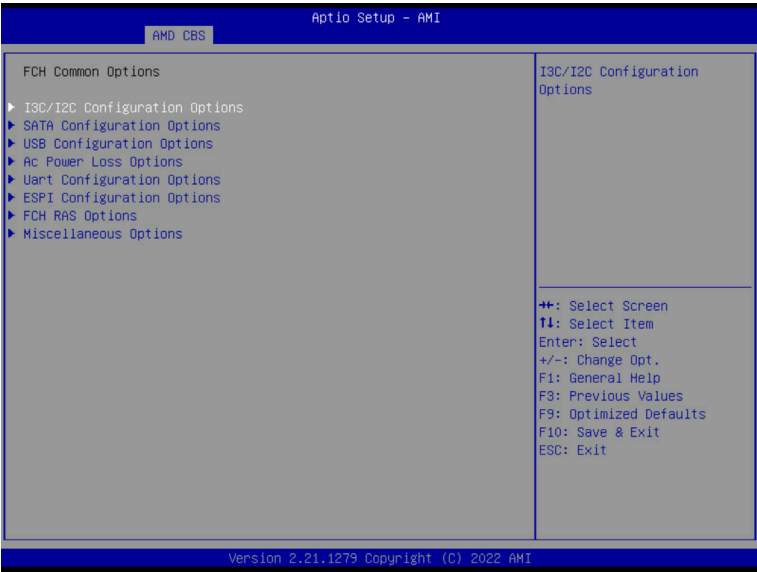 Aptio Setup – AMI
AMD CBS
FCH Common Options
I3C/I2C Configuration Options
SATA Configuration Options
USB Configuration Options
Ac Power Loss Options
Uart Configuration Options
ESPI Configuration Options
FCH RAS Options
Miscellaneous Options
I3C/I2C Configuration
Options
→←: Select Screen
↑↓: Select Item
Enter: Select
+/-: Change Opt.
F1: General Help
F3: Previous Values
F9: Optimized Defaults
F10: Save & Exit
ESC: Exit
Version 2.21.1279 Copyright (C) 2022 AMI